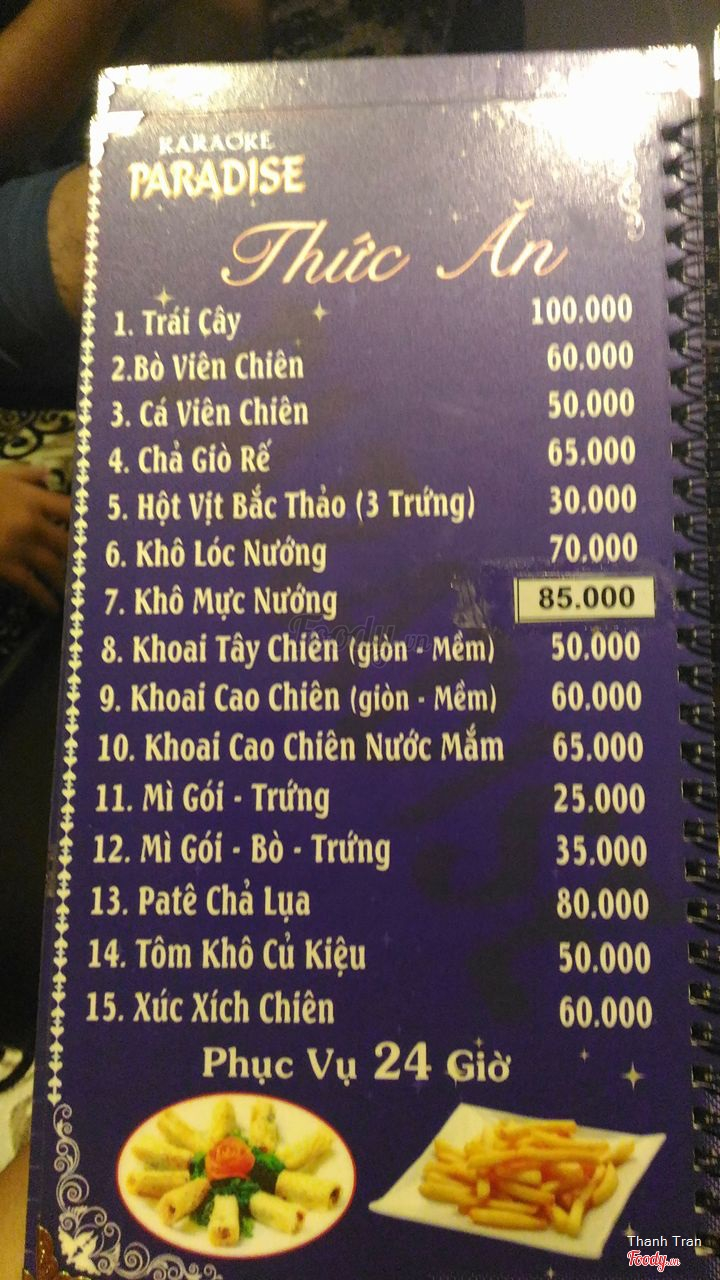 KARAOKE
PARADISE
Thức Ăn
1. Trái Cây 100.000
2.Bò Viên Chiên 60.000
3. Cá Viên Chiên 50.000
4. Chả Giò Rế 65.000
5. Hột Vịt Bắc Thảo (3 Trứng) 30.000
6. Khô Lóc Nướng 70.000
7. Khô Mực Nướng 85.000
8. Khoai Tây Chiên (giòn - Mềm) 50.000
9. Khoai Cao Chiên (giòn - Mềm) 60.000
10. Khoai Cao Chiên Nước Mắm 65.000
11. Mì Gói - Trứng 25.000
12. Mì Gói - Bò - Trứng 35.000
13. Patê Chả Lụa 80.000
14. Tôm Khô Củ Kiệu 50.000
15. Xúc Xích Chiên 60.000
Phục Vụ 24 Giờ
Foody.vn
Thanh Tran
Foody.vn